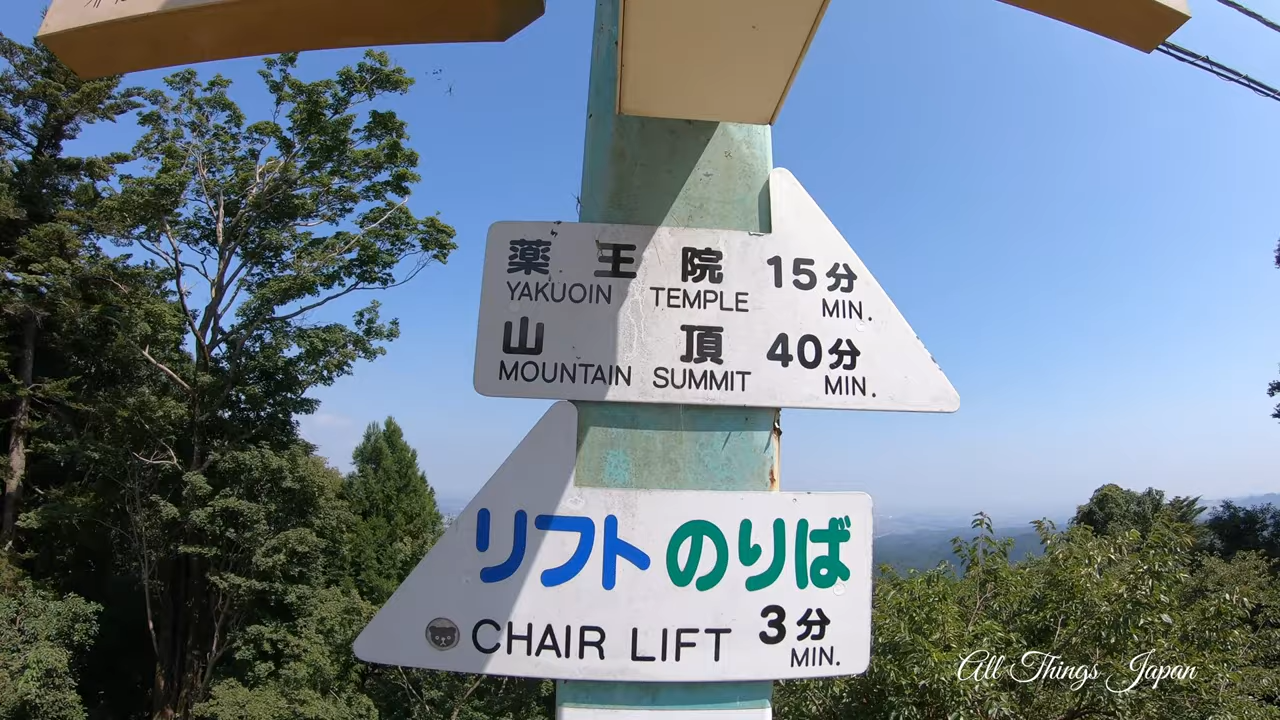 薬王院 15分
YAKUOIN TEMPLE MIN.
山頂 40分
MOUNTAIN SUMMIT MIN.
リフトのりば
CHAIR LIFT 3分
MIN.
All Things Japan